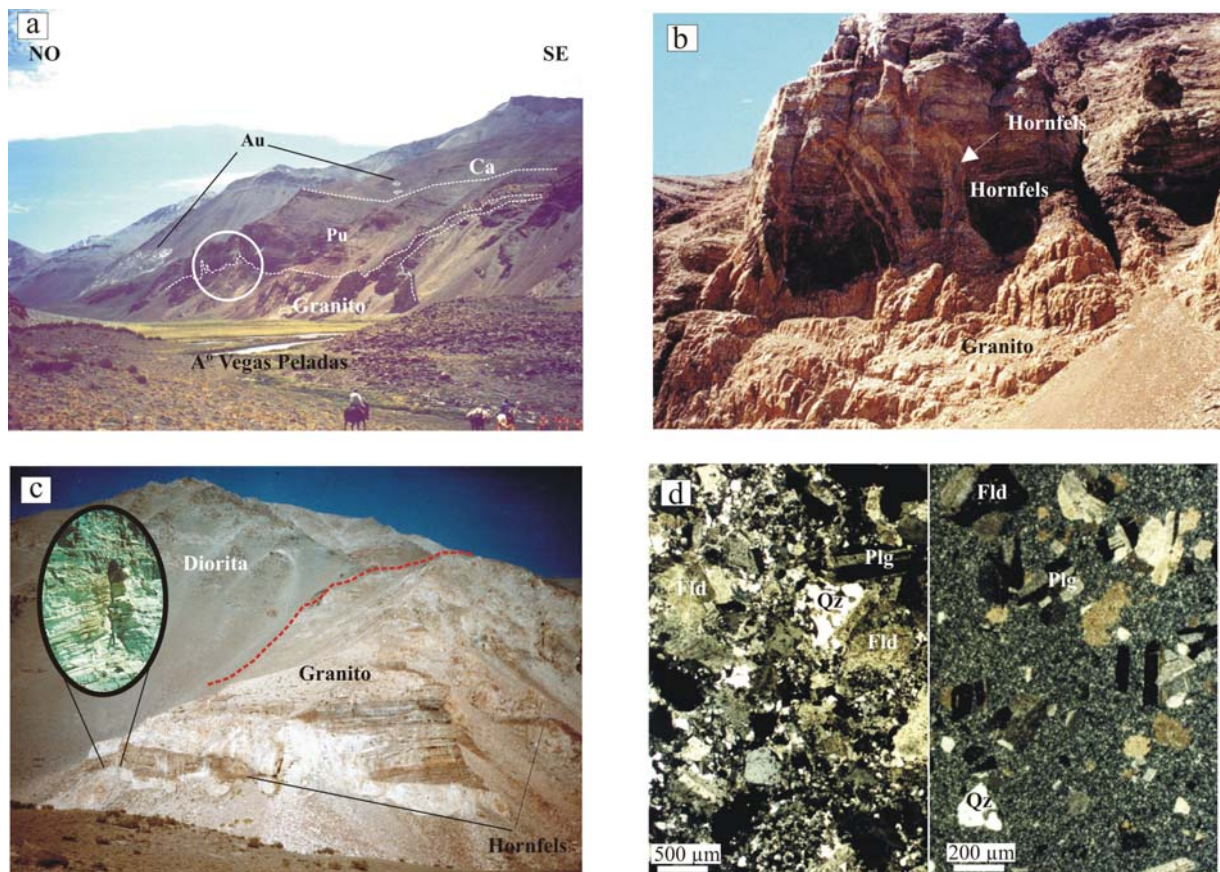 a
NO
SE
Au
Ca
Pu
Granito
Aº Vegas Peladas
b
Hornfels
Hornfels
Granito
c
Diorita
Granito
Hornfels
d
Fld
Plg
Qz
Fld
500 µm
Fld
Plg
Qz
200 µm